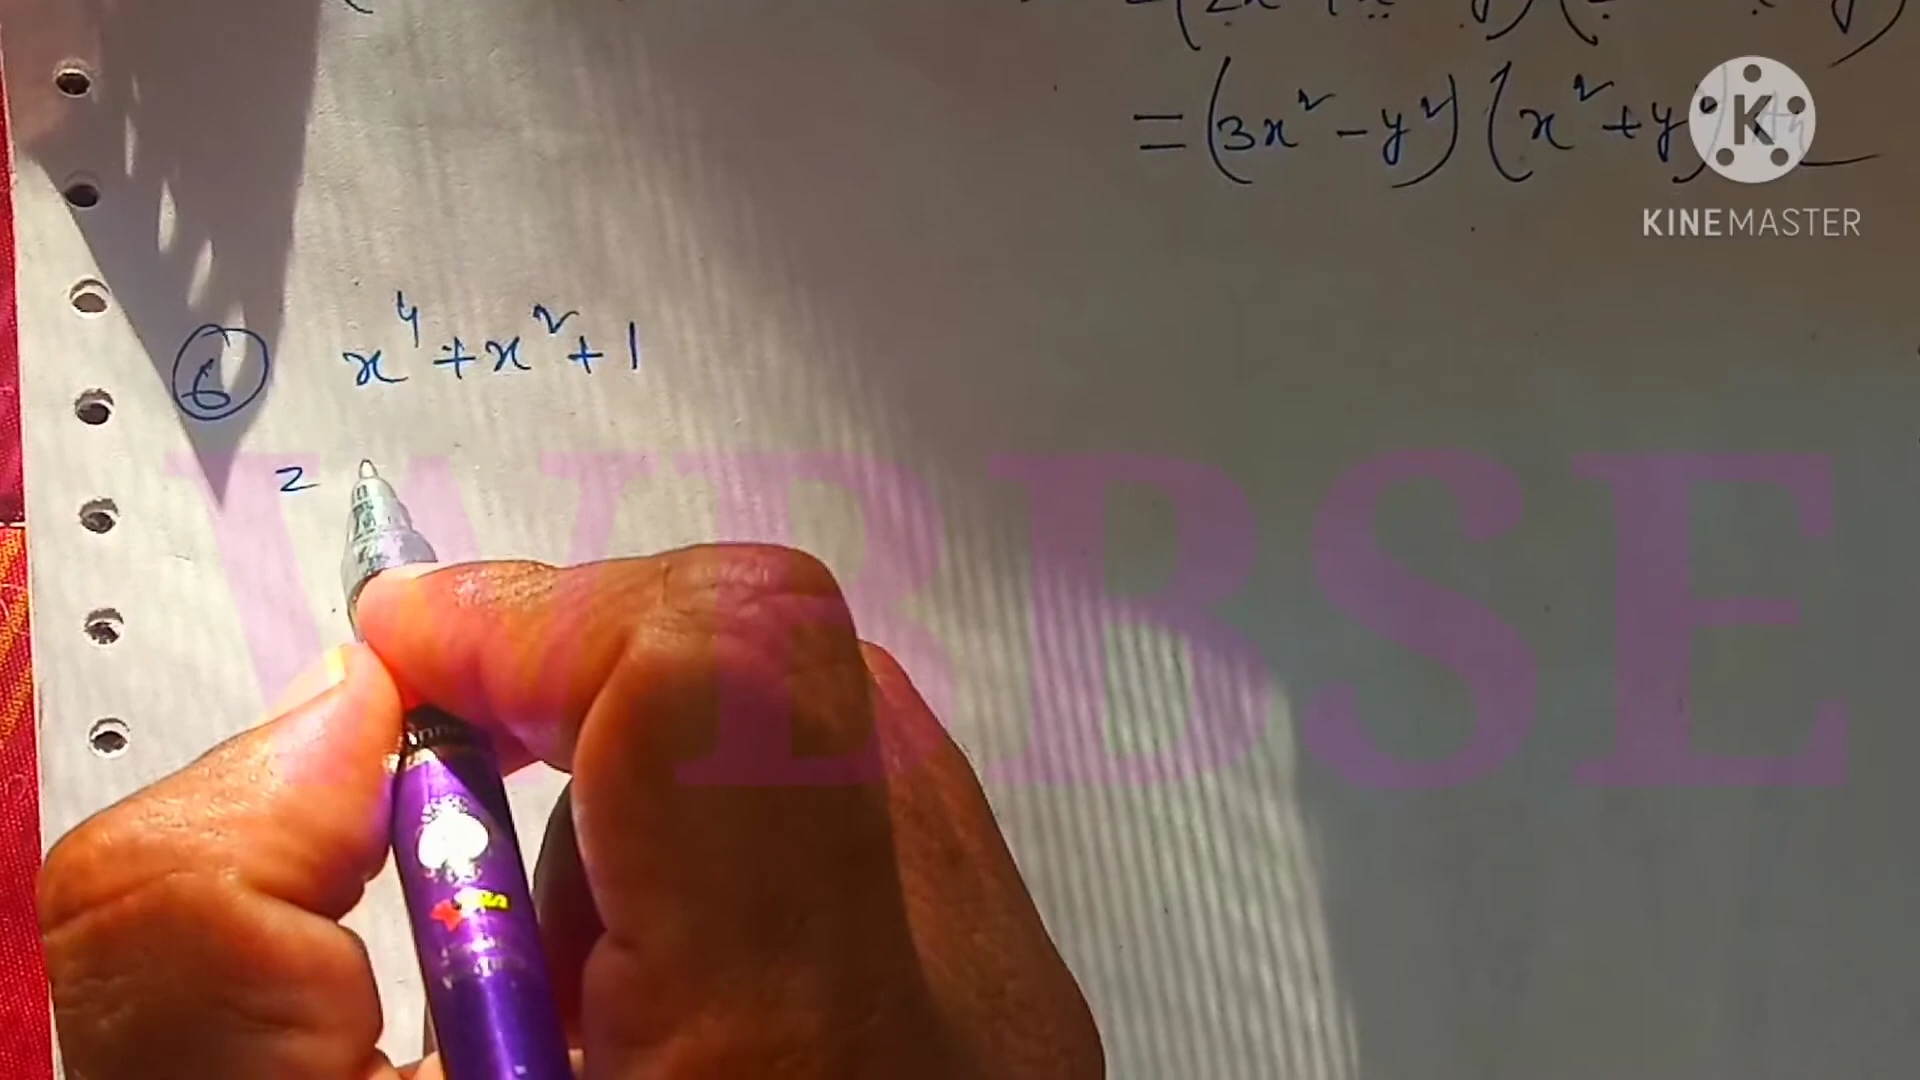 = (3x² - y²) (x² + y
K
KINEMASTER
6 x⁴ + x² + 1
=
WBBSE